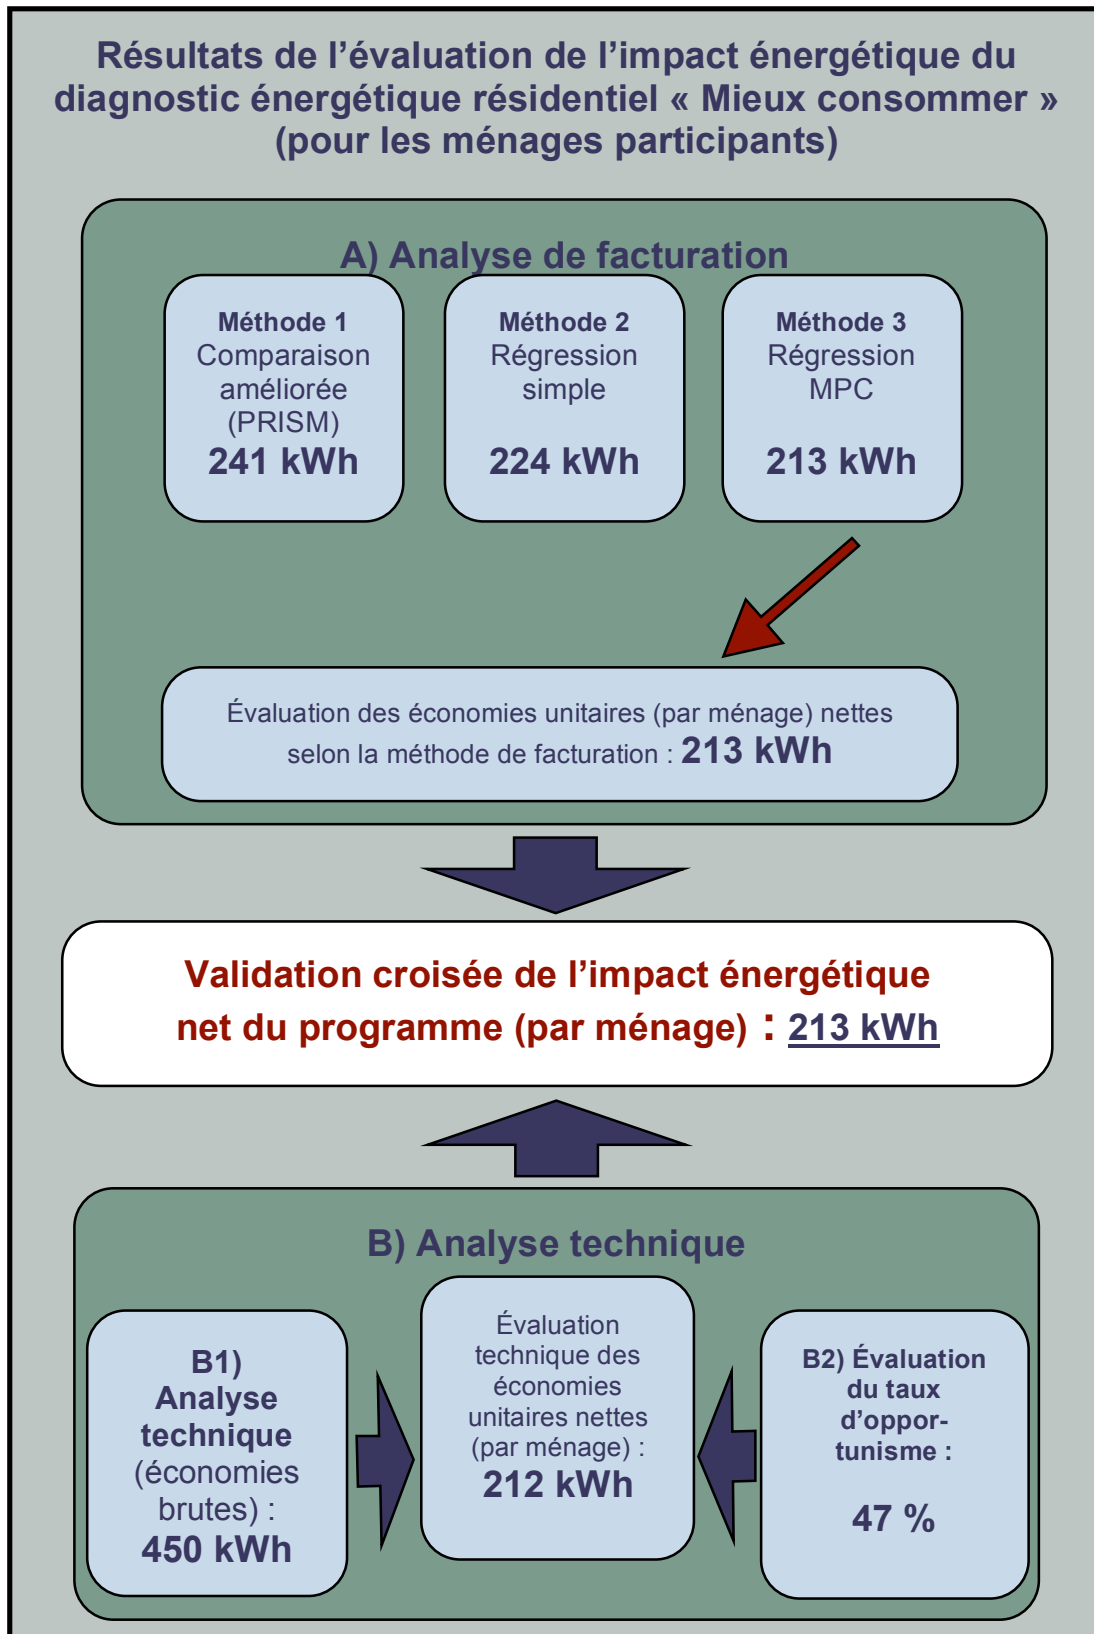 Résultats de l’évaluation de l’impact énergétique du
diagnostic énergétique résidentiel « Mieux consommer »
(pour les ménages participants)
A) Analyse de facturation
Méthode 1
Comparaison
améliorée
(PRISM)
241 kWh
Méthode 2
Régression
simple
224 kWh
Méthode 3
Régression
MPC
213 kWh
Évaluation des économies unitaires (par ménage) nettes
selon la méthode de facturation : 213 kWh
Validation croisée de l’impact énergétique
net du programme (par ménage) : 213 kWh
B) Analyse technique
B1)
Analyse
technique
(économies
brutes) :
450 kWh
Évaluation
technique des
économies
unitaires nettes
(par ménage) :
212 kWh
B2) Évaluation
du taux
d’oppor-
tunisme :
47 %